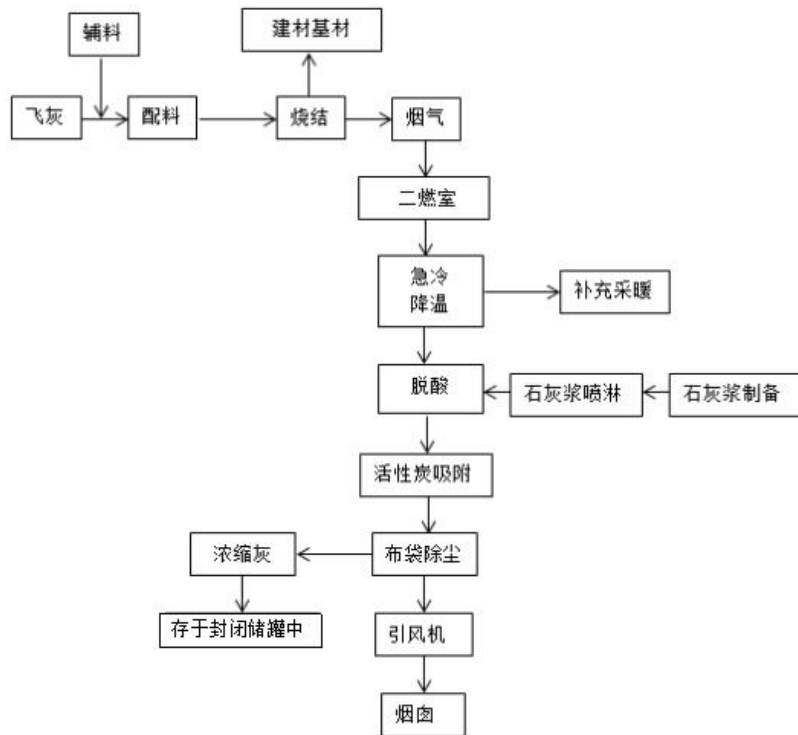 辅料
建材基材
飞灰
配料
烧结
烟气
二燃室
急冷
降温
补充采暖
脱酸
石灰浆喷淋
石灰浆制备
活性炭吸附
浓缩灰
布袋除尘
存于封闭储罐中
引风机
烟囱